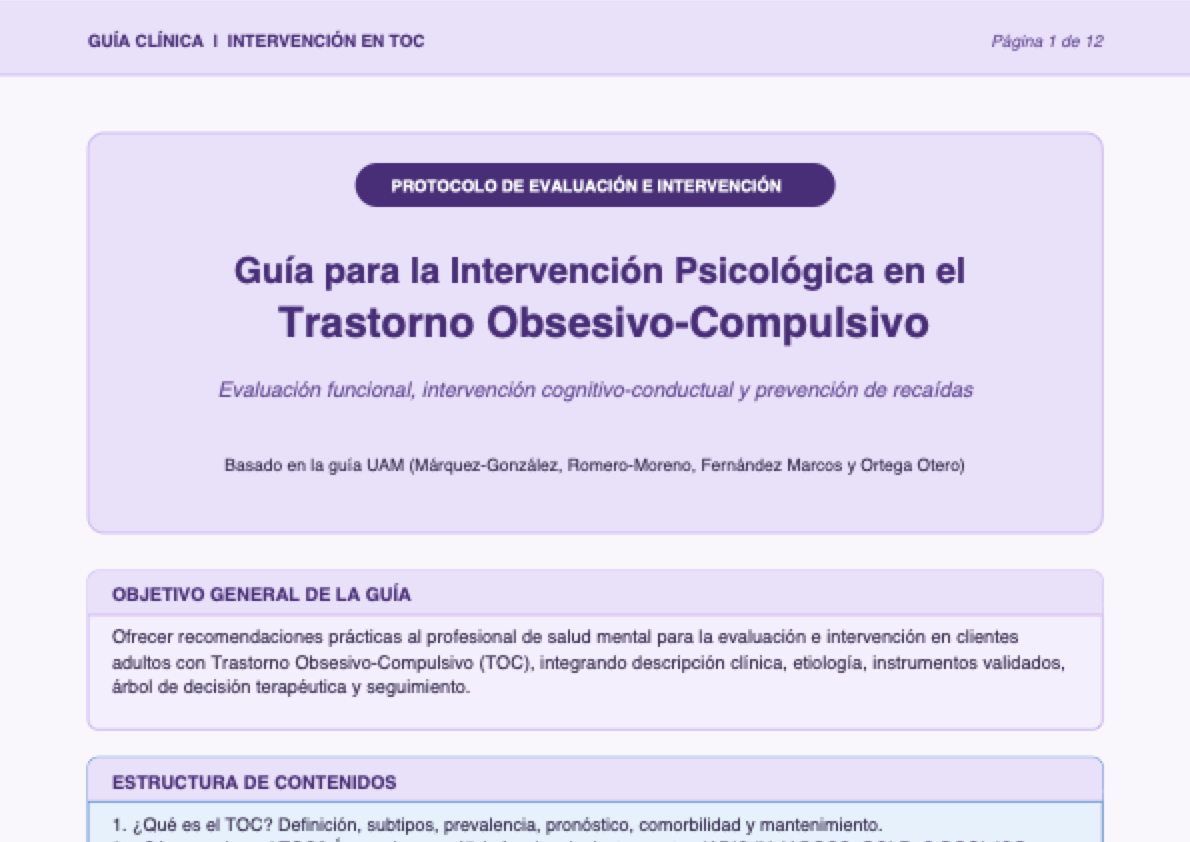 GUÍA CLÍNICA | INTERVENCIÓN EN TOC
Página 1 de 12
PROTOCOLO DE EVALUACIÓN E INTERVENCIÓN
Guía para la Intervención Psicológica en el
Trastorno Obsesivo-Compulsivo
Evaluación funcional, intervención cognitivo-conductual y prevención de recaídas
Basado en la guía UAM (Márquez-González, Romero-Moreno, Fernández Marcos y Ortega Otero)
OBJETIVO GENERAL DE LA GUÍA
Ofrecer recomendaciones prácticas al profesional de salud mental para la evaluación e intervención en clientes
adultos con Trastorno Obsesivo-Compulsivo (TOC), integrando descripción clínica, etiología, instrumentos validados,
árbol de decisión terapéutica y seguimiento.
ESTRUCTURA DE CONTENIDOS
1. ¿Qué es el TOC? Definición, subtipos, prevalencia, pronóstico, comorbilidad y mantenimiento.